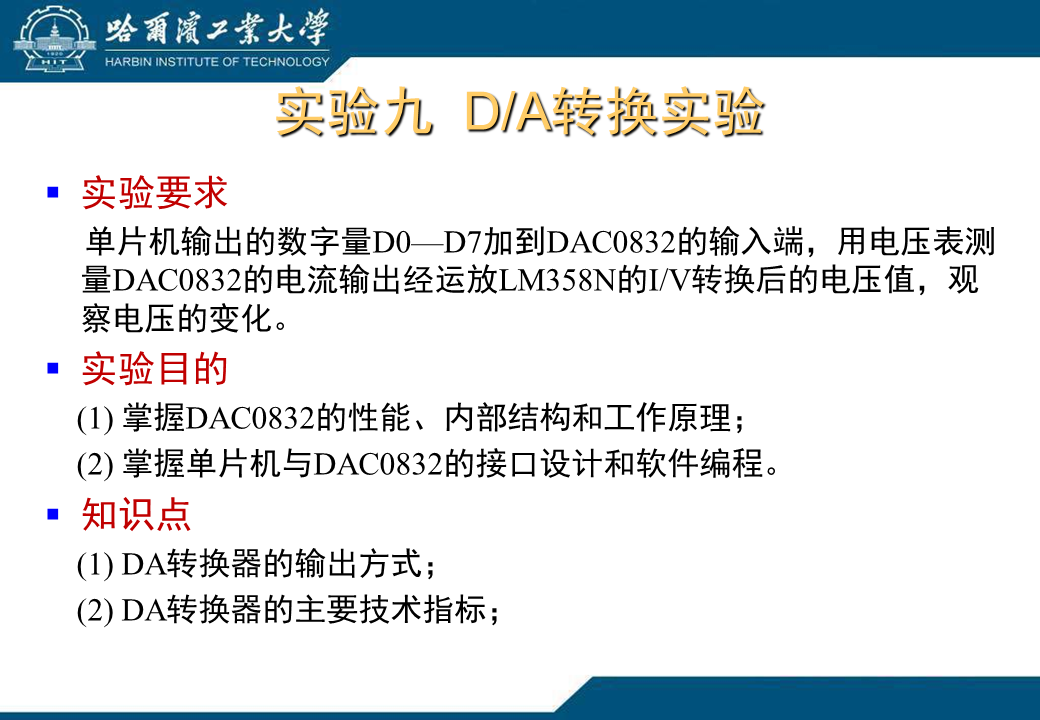 哈爾濱工業大學
HARBIN INSTITUTE OF TECHNOLOGY
HIT
实验九 D/A转换实验
▪ 实验要求
单片机输出的数字量D0—D7加到DAC0832的输入端，用电压表测
量DAC0832的电流输出经运放LM358N的I/V转换后的电压值，观
察电压的变化。
▪ 实验目的
(1) 掌握DAC0832的性能、内部结构和工作原理；
(2) 掌握单片机与DAC0832的接口设计和软件编程。
▪ 知识点
(1) DA转换器的输出方式；
(2) DA转换器的主要技术指标；